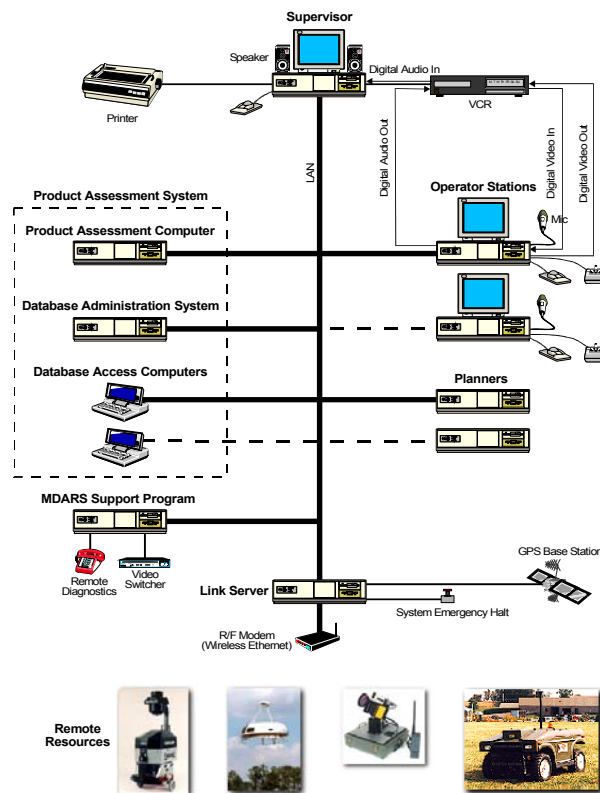 Supervisor
Speaker
Digital Audio In
Printer
VCR
LAN
Digital Audio Out
Digital Video In
Digital Video Out
Product Assessment System
Operator Stations
Product Assessment Computer
Mic
Database Administration System
Database Access Computers
Planners
MDARS Support Program
Remote
Diagnostics
Video
Switcher
GPS Base Station
Link Server
System Emergency Halt
R/F Modem
(Wireless Ethernet)
Remote
Resources